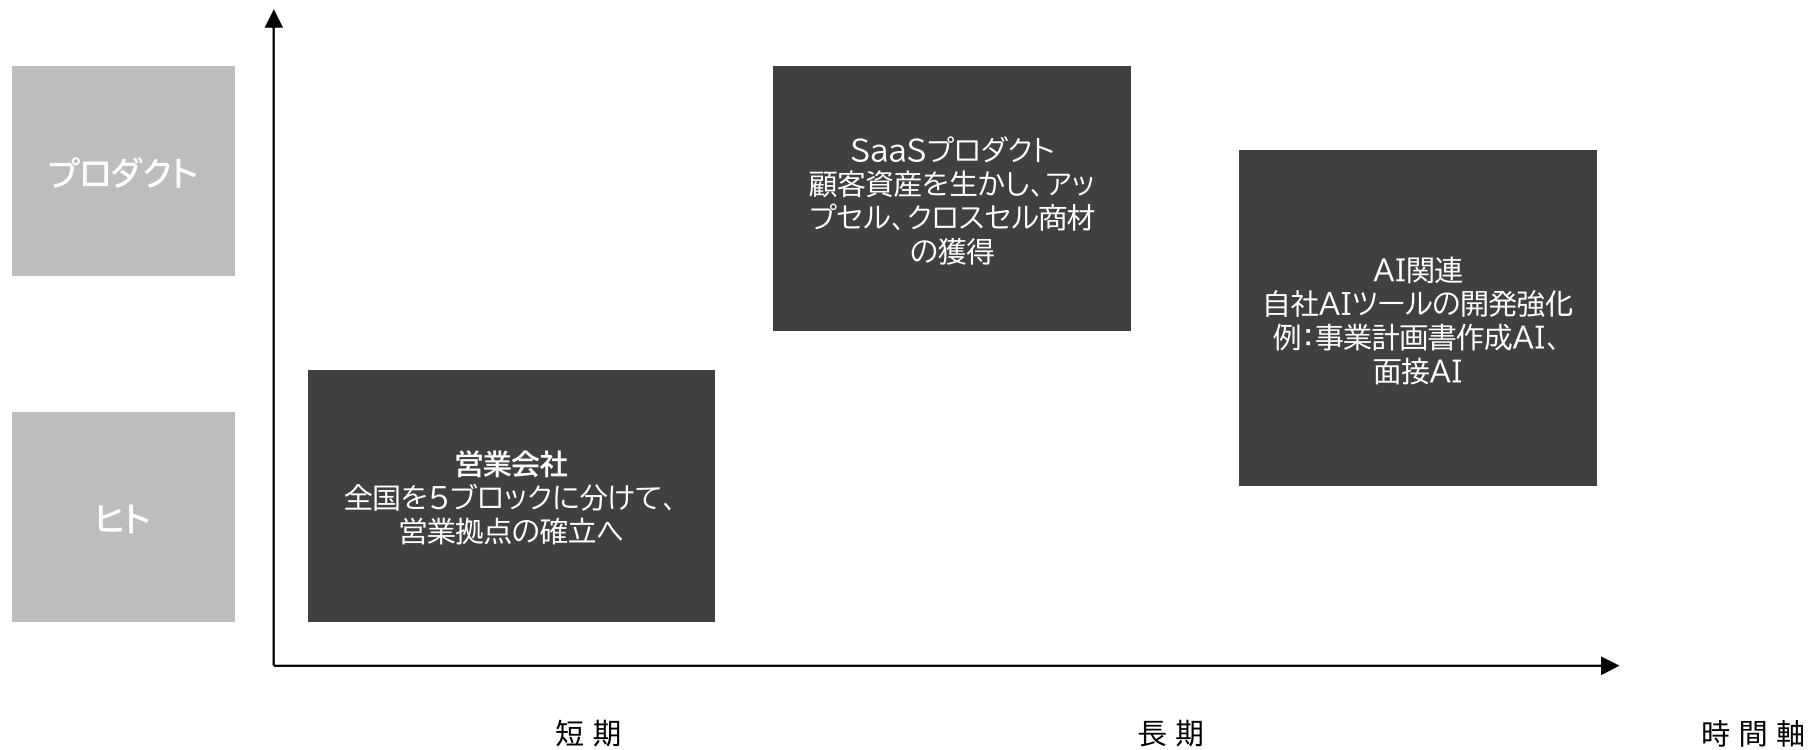 プロダクト
SaaSプロダクト
顧客資産を生かし、アッ
プセル、クロスセル商材
の獲得
AI関連
自社AIツールの開発強化
例：事業計画書作成AI、
面接AI
ヒト
営業会社
全国を5ブロックに分けて、
営業拠点の確立へ
短期
長期
時間軸